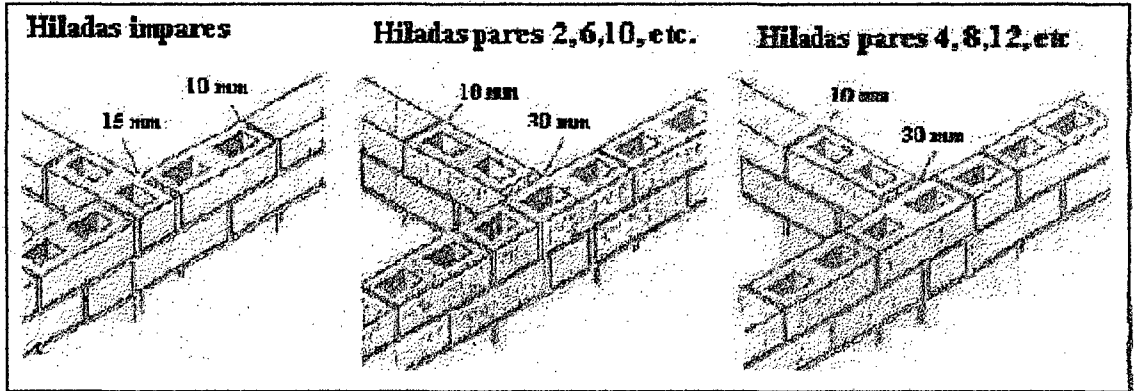 Hiladas impares
10 mm
15 mm
Hiladas pares 2,6,10, etc.
10 mm
30 mm
Hiladas pares 4, 8, 12, etc
10 mm
30 mm